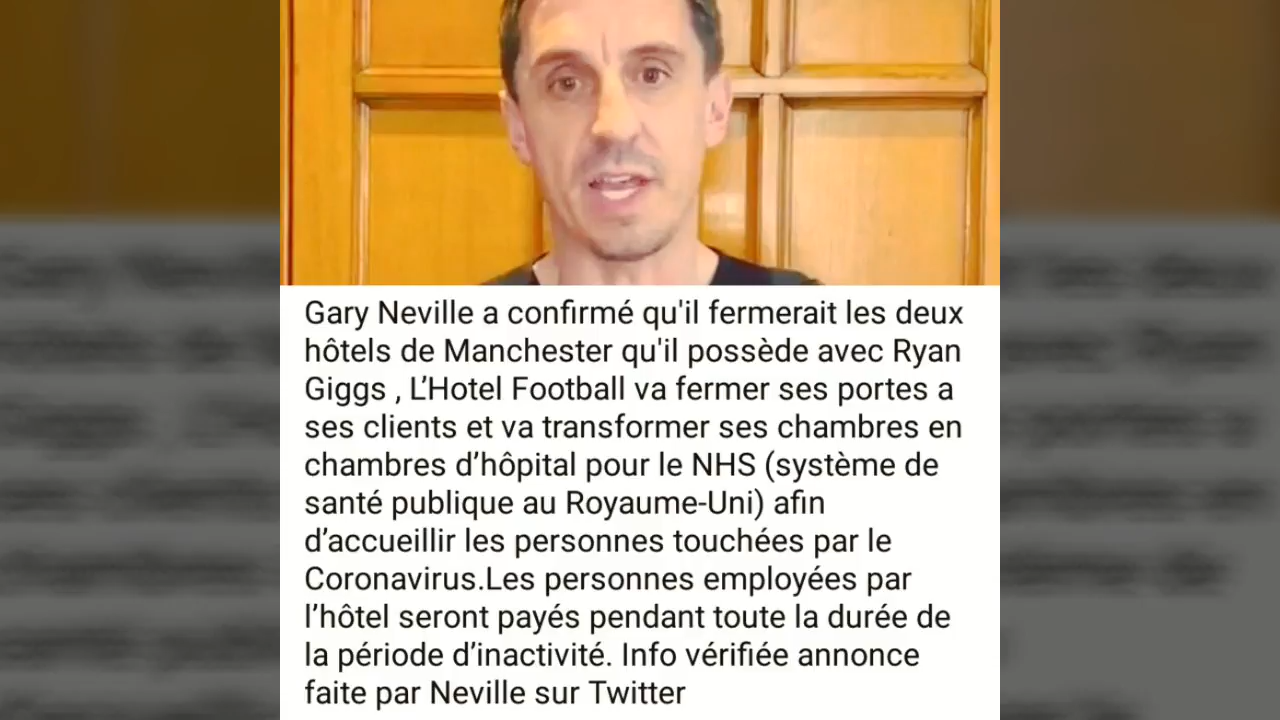 Gary Neville a confirmé qu'il fermerait les deux
hôtels de Manchester qu'il possède avec Ryan
Giggs , L’Hotel Football va fermer ses portes a
ses clients et va transformer ses chambres en
chambres d’hôpital pour le NHS (système de
santé publique au Royaume-Uni) afin
d’accueillir les personnes touchées par le
Coronavirus.Les personnes employées par
l’hôtel seront payés pendant toute la durée de
la période d’inactivité. Info vérifiée annonce
faite par Neville sur Twitter